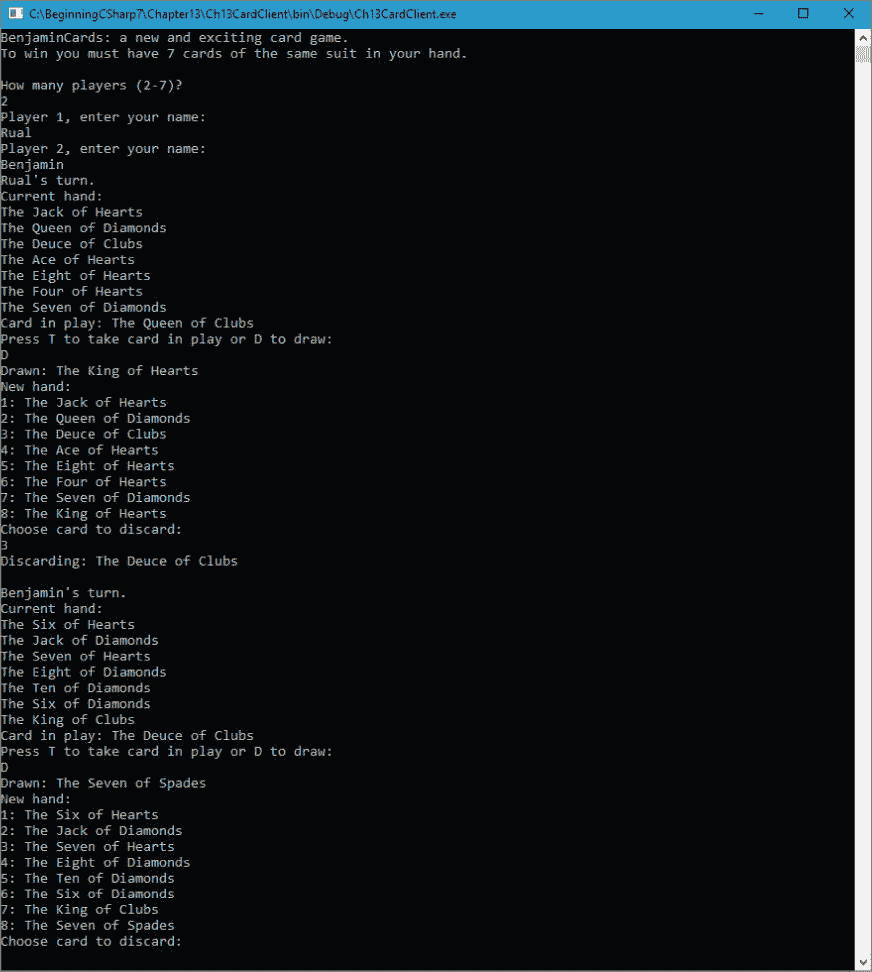 C:\BeginningCSharp7\Chapter13\Ch13CardClient\bin\Debug\Ch13CardClient.exe
BenjaminCards: a new and exciting card game.
To win you must have 7 cards of the same suit in your hand.
How many players (2-7)?
2
Player 1, enter your name:
Rual
Player 2, enter your name:
Benjamin
Rual's turn.
Current hand:
The Jack of Hearts
The Queen of Diamonds
The Deuce of Clubs
The Ace of Hearts
The Eight of Hearts
The Four of Hearts
The Seven of Diamonds
Card in play: The Queen of Clubs
Press T to take card in play or D to draw:
D
Drawn: The King of Hearts
New hand:
1: The Jack of Hearts
2: The Queen of Diamonds
3: The Deuce of Clubs
4: The Ace of Hearts
5: The Eight of Hearts
6: The Four of Hearts
7: The Seven of Diamonds
8: The King of Hearts
Choose card to discard:
3
Discarding: The Deuce of Clubs
Benjamin's turn.
Current hand:
The Six of Hearts
The Jack of Diamonds
The Seven of Hearts
The Eight of Diamonds
The Ten of Diamonds
The Six of Diamonds
The King of Clubs
Card in play: The Deuce of Clubs
Press T to take card in play or D to draw:
D
Drawn: The Seven of Spades
New hand:
1: The Six of Hearts
2: The Jack of Diamonds
3: The Seven of Hearts
4: The Eight of Diamonds
5: The Ten of Diamonds
6: The Six of Diamonds
7: The King of Clubs
8: The Seven of Spades
Choose card to discard: